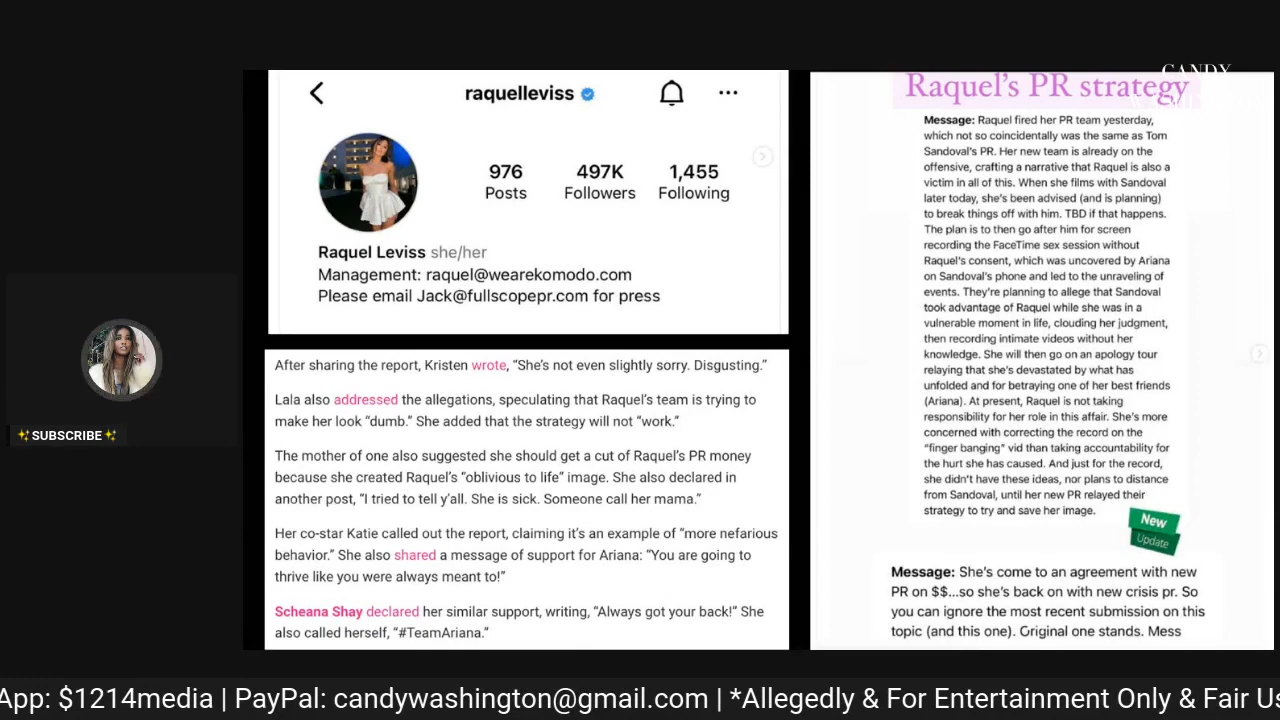 raquelleviss
976
497K
1,455
Posts
Followers
Following
Raquel Leviss she/her
Management: raquel@wearekomodo.com
Please email Jack@fullscopepr.com for press
After sharing the report, Kristen wrote, “She’s not even slightly sorry. Disgusting.”
Lala also addressed the allegations, speculating that Raquel’s team is trying to
make her look “dumb.” She added that the strategy will not “work.”
The mother of one also suggested she should get a cut of Raquel’s PR money
because she created Raquel’s “oblivious to life” image. She also declared in
another post, “I tried to tell y’all. She is sick. Someone call her mama.”
Her co-star Katie called out the report, claiming it’s an example of “more nefarious
behavior.” She also shared a message of support for Ariana: “You are going to
thrive like you were always meant to!”
Scheana Shay declared her similar support, writing, “Always got your back!” She
also called herself, “#TeamAriana.”
CANDY
Raquel’s PR strategy
Message: Raquel fired her PR team yesterday,
which not so coincidentally was the same as Tom
Sandoval’s PR. Her new team is already on the
offensive, crafting a narrative that Raquel is also a
victim in all of this. When she films with Sandoval
later today, she’s been advised (and is planning)
to break things off with him. TBD if that happens.
The plan is to then go after him for screen
recording the FaceTime sex session without
Raquel’s consent, which was uncovered by Ariana
on Sandoval’s phone and led to the unraveling of
events. They’re planning to allege that Sandoval
took advantage of Raquel while she was in a
vulnerable moment in life, clouding her judgment,
then recording intimate videos without her
knowledge. She will then go on an apology tour
relaying that she’s devastated by what has
unfolded and for betraying one of her best friends
(Ariana). At present, Raquel is not taking
responsibility for her role in this affair. She’s more
concerned with correcting the record on the
“finger banging” vid than taking accountability for
the hurt she has caused. And just for the record,
she didn’t have these ideas, nor plans to distance
from Sandoval, until her new PR relayed their
strategy to try and save her image.
New
Update
Message: She’s come to an agreement with new
PR on $$...so she’s back on with new crisis pr. So
you can ignore the most recent submission on this
topic (and this one). Original one stands. Mess
✨SUBSCRIBE✨
App: $1214media | PayPal: candywashington@gmail.com | *Allegedly & For Entertainment Only & Fair Us